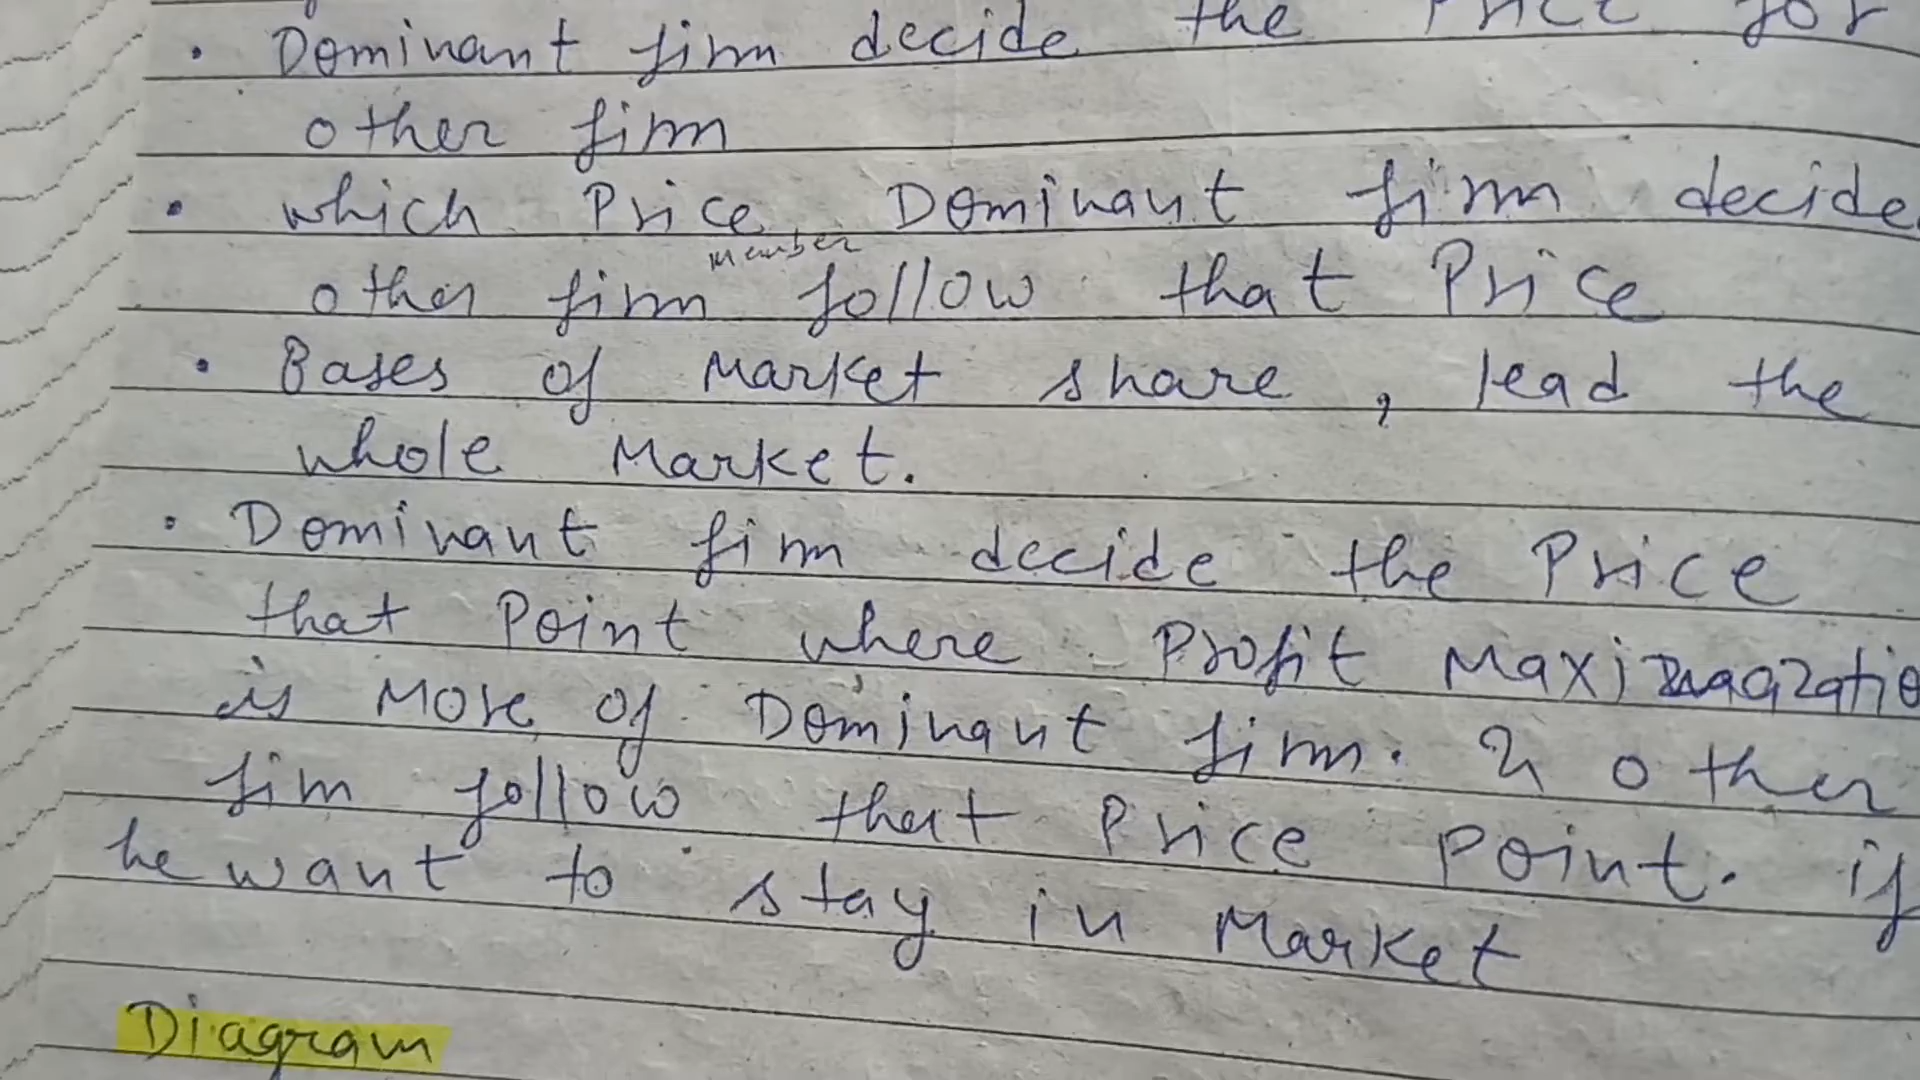 • Dominant firm decide the Price for
other firm
• which Price Dominant firm decide
member
other firm follow that Price
• Bases of Market share, lead the
whole Market.
• Dominant firm decide the Price
that Point where Profit
is More of Dominant firm. & other
firm follow that Price Point. if
he want to stay in Market
Diagram